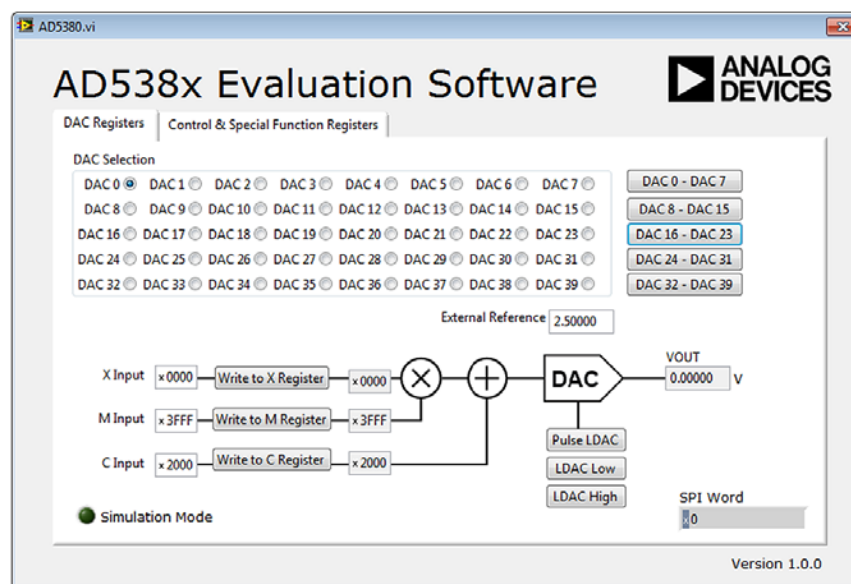 AD5380.vi
AD538x Evaluation Software
ANALOG
DEVICES
DAC Registers Control & Special Function Registers
DAC Selection
DAC 0 DAC 1 DAC 2 DAC 3 DAC 4 DAC 5 DAC 6 DAC 7 DAC 0 - DAC 7
DAC 8 DAC 9 DAC 10 DAC 11 DAC 12 DAC 13 DAC 14 DAC 15 DAC 8 - DAC 15
DAC 16 DAC 17 DAC 18 DAC 19 DAC 20 DAC 21 DAC 22 DAC 23 DAC 16 - DAC 23
DAC 24 DAC 25 DAC 26 DAC 27 DAC 28 DAC 29 DAC 30 DAC 31 DAC 24 - DAC 31
DAC 32 DAC 33 DAC 34 DAC 35 DAC 36 DAC 37 DAC 38 DAC 39 DAC 32 - DAC 39
External Reference 2.50000
VOUT
X Input x 0000 Write to X Register x 0000 DAC 0.00000 V
M Input x 3FFF Write to M Register x 3FFF
Pulse LDAC
C Input x 2000 Write to C Register x 2000
LDAC Low
LDAC High
SPI Word
x 0
Simulation Mode
Version 1.0.0